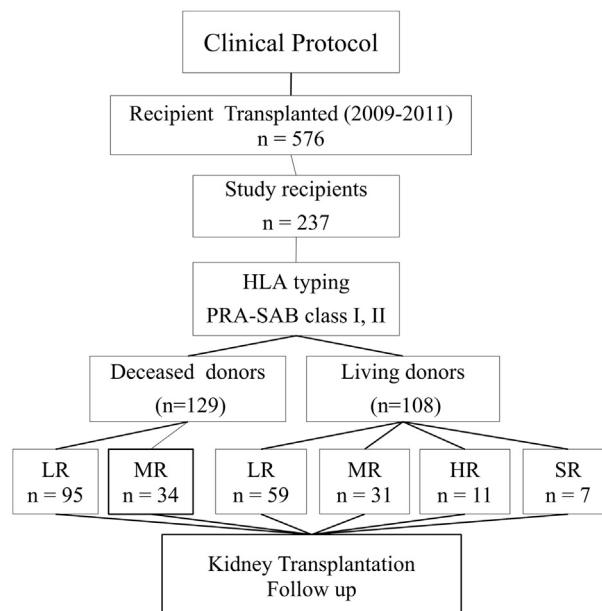 Clinical Protocol
Recipient Transplanted (2009-2011)
n = 576
Study recipients
n = 237
HLA typing
PRA-SAB class I, II
Deceased donors
(n=129)
Living donors
(n=108)
LR
n = 95
MR
n = 34
LR
n = 59
MR
n = 31
HR
n = 11
SR
n = 7
Kidney Transplantation
Follow up